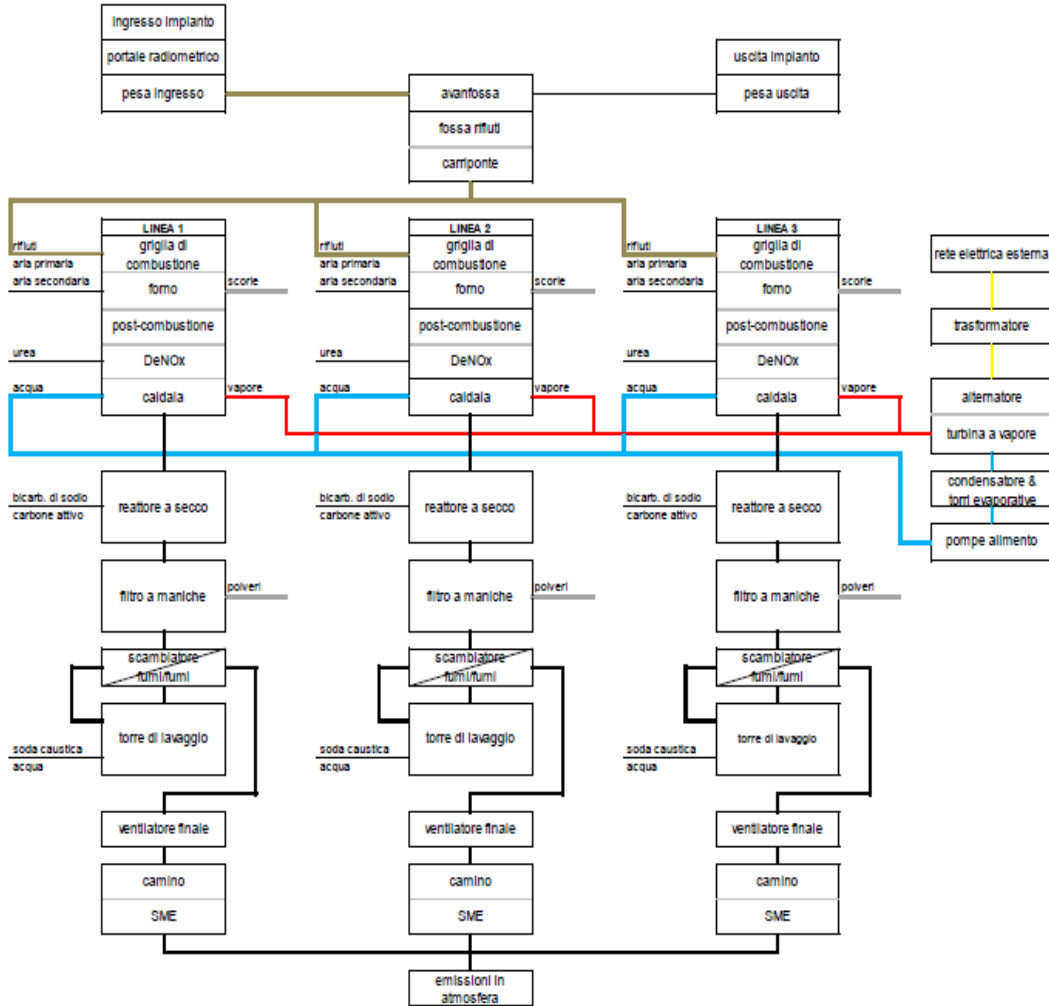 ingresso impianto
portale radiometrico
pesa ingresso
uscita impianto
pesa uscita
avanfossa
fossa rifiuti
carriponte
LINEA 1
griglia di
combustione
forno
post-combustione
DeNOx
caldaia
rifiuti
aria primaria
aria secondaria
urea
acqua
scorie
vapore
LINEA 2
griglia di
combustione
forno
post-combustione
DeNOx
caldaia
rifiuti
aria primaria
aria secondaria
urea
acqua
scorie
vapore
LINEA 3
griglia di
combustione
forno
post-combustione
DeNOx
caldaia
rifiuti
aria primaria
aria secondaria
urea
acqua
scorie
vapore
rete elettrica esterna
trasformatore
alternatore
turbina a vapore
condensatore &
torri evaporative
pompe alimento
bicarb. di sodio
carbone attivo
reattore a secco
bicarb. di sodio
carbone attivo
reattore a secco
bicarb. di sodio
carbone attivo
reattore a secco
filtro a maniche
polveri
filtro a maniche
polveri
filtro a maniche
polveri
scambiatore
fumi/fumi
scambiatore
fumi/fumi
scambiatore
fumi/fumi
soda caustica
acqua
torre di lavaggio
soda caustica
acqua
torre di lavaggio
soda caustica
acqua
torre di lavaggio
ventilatore finale
ventilatore finale
ventilatore finale
camino
SME
camino
SME
camino
SME
emissioni in
atmosfera